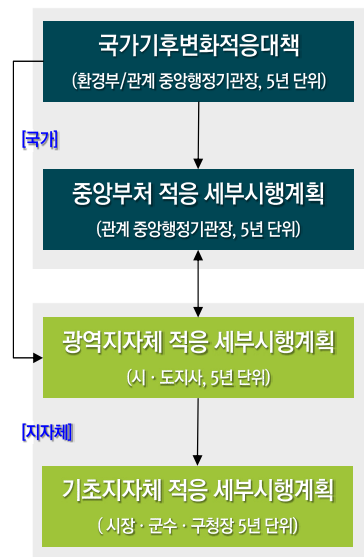 국가기후변화적응대책
(환경부/관계 중앙행정기관장, 5년 단위)
[국가]
중앙부처 적응 세부시행계획
(관계 중앙행정기관장, 5년 단위)
광역지자체 적응 세부시행계획
(시 · 도지사, 5년 단위)
[지자체]
기초지자체 적응 세부시행계획
( 시장 · 군수 · 구청장 5년 단위)